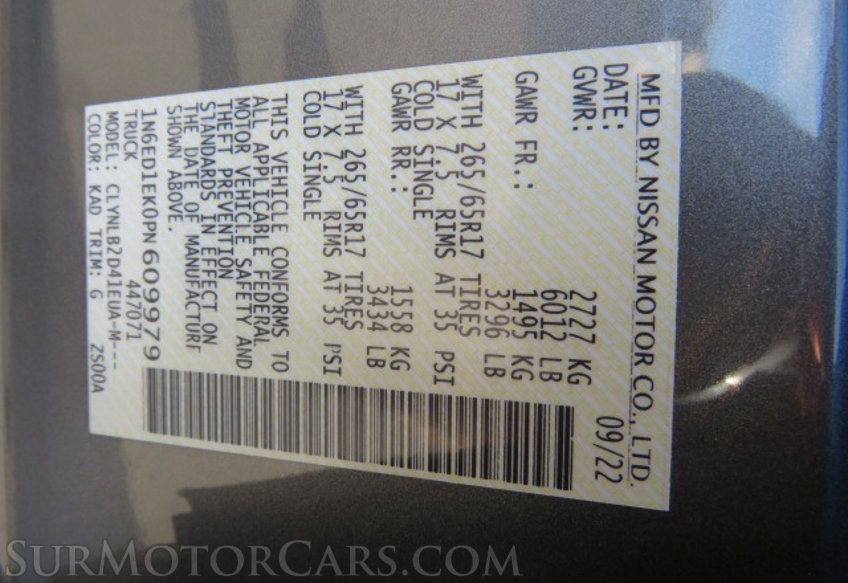 MFD BY NISSAN MOTOR CO., LTD.
DATE: 09/22
GVWR: 2727 KG
6012 LB
GAWR FR.: 1495 KG
3296 LB
WITH 265/65R17 TIRES
17 X 7.5 RIMS AT 35 PSI
COLD SINGLE
GAWR RR.: 1558 KG
3434 LB
WITH 265/65R17 TIRES
17 X 7.5 RIMS AT 35 PSI
COLD SINGLE
THIS VEHICLE CONFORMS TO
ALL APPLICABLE FEDERAL
MOTOR VEHICLE SAFETY AND
THEFT PREVENTION
STANDARDS IN EFFECT ON
THE DATE OF MANUFACTURE
SHOWN ABOVE.
1N6ED1EK0PN609979
TRUCK 447071
MODEL: CLYNLB2D41EUA-M---
COLOR: KAD TRIM: G ZS00A
SURMOTORCARS.COM